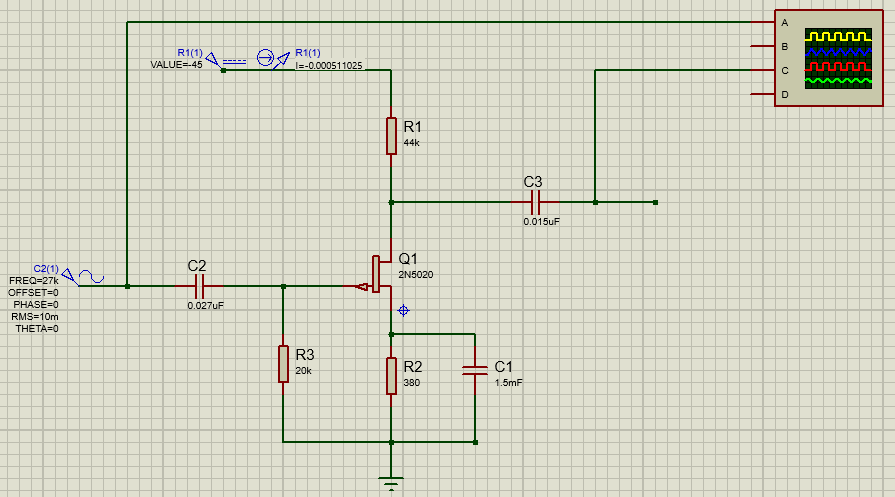 A
B
C
D
R1(1)
VALUE=-45
R1(1)
I=-0.000511025
R1
44k
C3
0.015uF
Q1
2N5020
C2(1)
FREQ=27k
OFFSET=0
PHASE=0
RMS=10m
THETA=0
C2
0.027uF
R3
20k
R2
380
C1
1.5mF